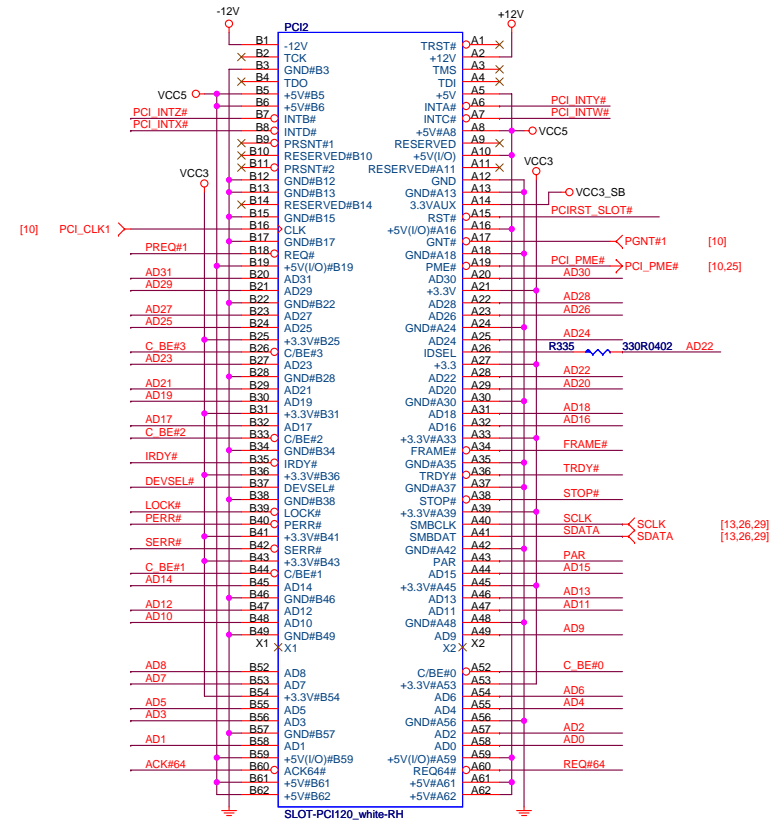 -12V +12V
PCI2
B1 -12V TRST# A1
B2 TCK +12V A2
B3 GND#B3 TMS A3
B4 TDO TDI A4
VCC5 B5 +5V#B5 +5V A5
B6 +5V#B6 INTA# A6 PCI_INTY#
PCI_INTZ# B7 INTB# INTC# A7 PCI_INTW#
PCI_INTX# B8 INTD# +5V#A8 A8 VCC5
B9 PRSNT#1 RESERVED A9
B10 RESERVED#B10 +5V(I/O) A10
B11 PRSNT#2 RESERVED#A11 A11
VCC3 B12 GND#B12 GND A12 VCC3
B13 GND#B13 GND#A13 A13
B14 RESERVED#B14 3.3VAUX A14 VCC3_SB
B15 GND#B15 RST# A15 PCIRST_SLOT#
[10] PCI_CLK1 B16 CLK +5V(I/O)#A16 A16
B17 GND#B17 GNT# A17 PGNT#1 [10]
PREQ#1 B18 REQ# GND#A18 A18
B19 +5V(I/O)#B19 PME# A19 PCI_PME# PCI_PME# [10,25]
AD31 B20 AD31 AD30 A20 AD30
AD29 B21 AD29 +3.3V A21
B22 GND#B22 AD28 A22 AD28
AD27 B23 AD27 AD26 A23 AD26
AD25 B24 AD25 GND#A24 A24
B25 +3.3V#B25 AD24 A25 AD24
C_BE#3 B26 C/BE#3 IDSEL A26 R335 330R0402 AD22
AD23 B27 AD23 +3.3 A27
B28 GND#B28 AD22 A28 AD22
AD21 B29 AD21 AD20 A29 AD20
AD19 B30 AD19 GND#A30 A30
B31 +3.3V#B31 AD18 A31 AD18
AD17 B32 AD17 AD16 A32 AD16
C_BE#2 B33 C/BE#2 +3.3V#A33 A33
B34 GND#B34 FRAME# A34 FRAME#
IRDY# B35 IRDY# GND#A35 A35
B36 +3.3V#B36 TRDY# A36 TRDY#
DEVSEL# B37 DEVSEL# GND#A37 A37
B38 GND#B38 STOP# A38 STOP#
LOCK# B39 LOCK# +3.3V#A39 A39
PERR# B40 PERR# SMBCLK A40 SCLK SCLK [13,26,29]
B41 +3.3V#B41 SMBDAT A41 SDATA SDATA [13,26,29]
SERR# B42 SERR# GND#A42 A42
B43 +3.3V#B43 PAR A43 PAR
C_BE#1 B44 C/BE#1 AD15 A44 AD15
AD14 B45 AD14 +3.3V#A45 A45
B46 GND#B46 AD13 A46 AD13
AD12 B47 AD12 AD11 A47 AD11
AD10 B48 AD10 GND#A48 A48
B49 GND#B49 AD9 A49 AD9
X1 X1 X2 X2
AD8 B52 AD8 C/BE#0 A52 C_BE#0
AD7 B53 AD7 +3.3V#A53 A53
B54 +3.3V#B54 AD6 A54 AD6
AD5 B55 AD5 AD4 A55 AD4
AD3 B56 AD3 GND#A56 A56
B57 GND#B57 AD2 A57 AD2
AD1 B58 AD1 AD0 A58 AD0
B59 +5V(I/O)#B59 +5V(I/O)#A59 A59
ACK#64 B60 ACK64# REQ64# A60 REQ#64
B61 +5V#B61 +5V#A61 A61
B62 +5V#B62 +5V#A62 A62
SLOT-PCI120_white-RH